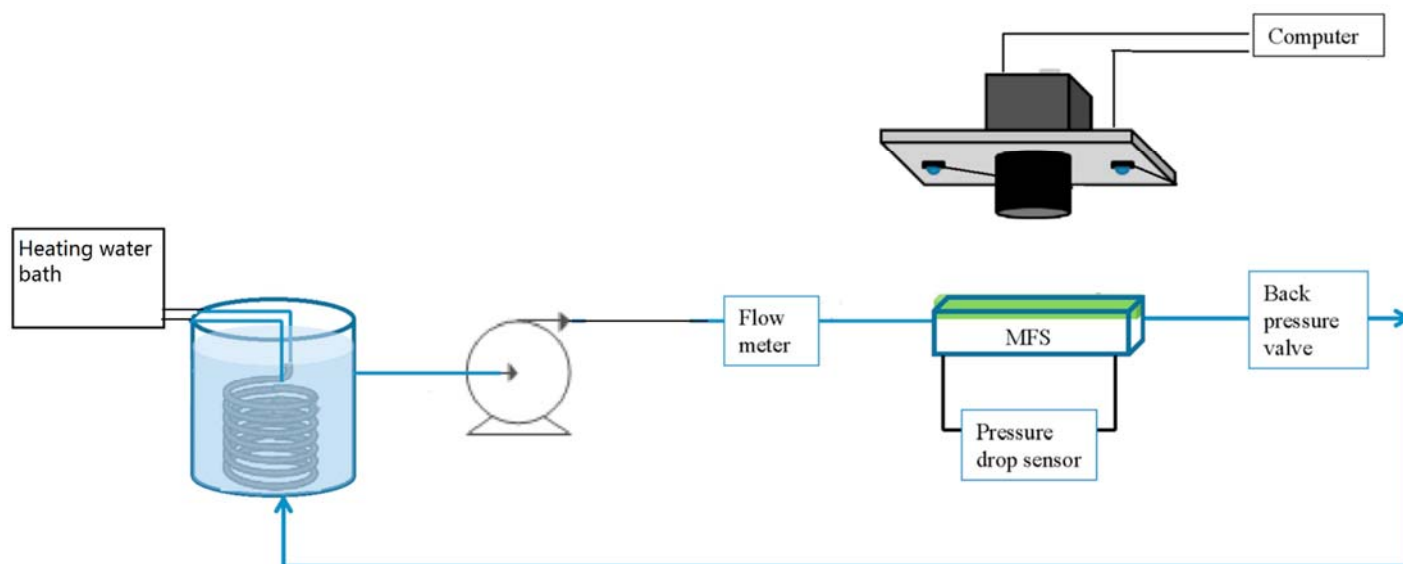 Computer
Heating water
bath
Flow
meter
MFS
Back
pressure
valve
Pressure
drop sensor